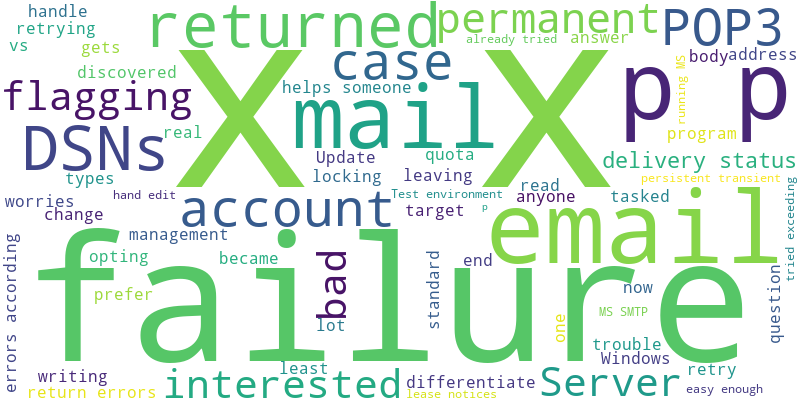 handle
retrying
vs
gets
returned
permanent
already tried
answer
POP3
discovered
case
body
address
flagging
X X
helps someone
mail
p p
running MS
program
DSNs
real
Update
quota
delivery status
types
locking
leaving
read
persistent transient
worries
hand edit
account
Test environment
anyone
tasked
change
target
P
email
management
failure
errors according
opting
became
bad
standard
end
now
question
tried exceeding
prefer
lot
one
MS SMTP
trouble
Windows
writing
least
differentiate
retry
return errors
interested
lease notices
Server
easy enough